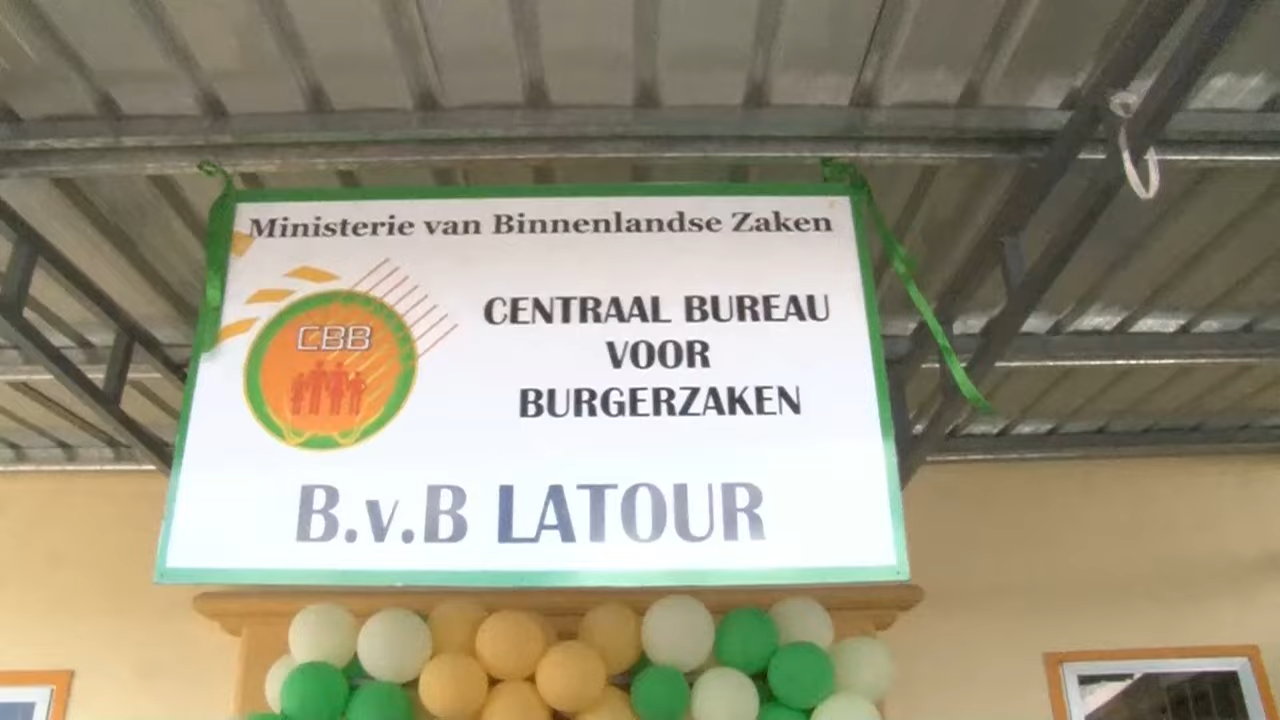 Ministerie van Binnenlandse Zaken
CBB
CENTRAAL BUREAU
VOOR
BURGERZAKEN
B.v.B LATOUR